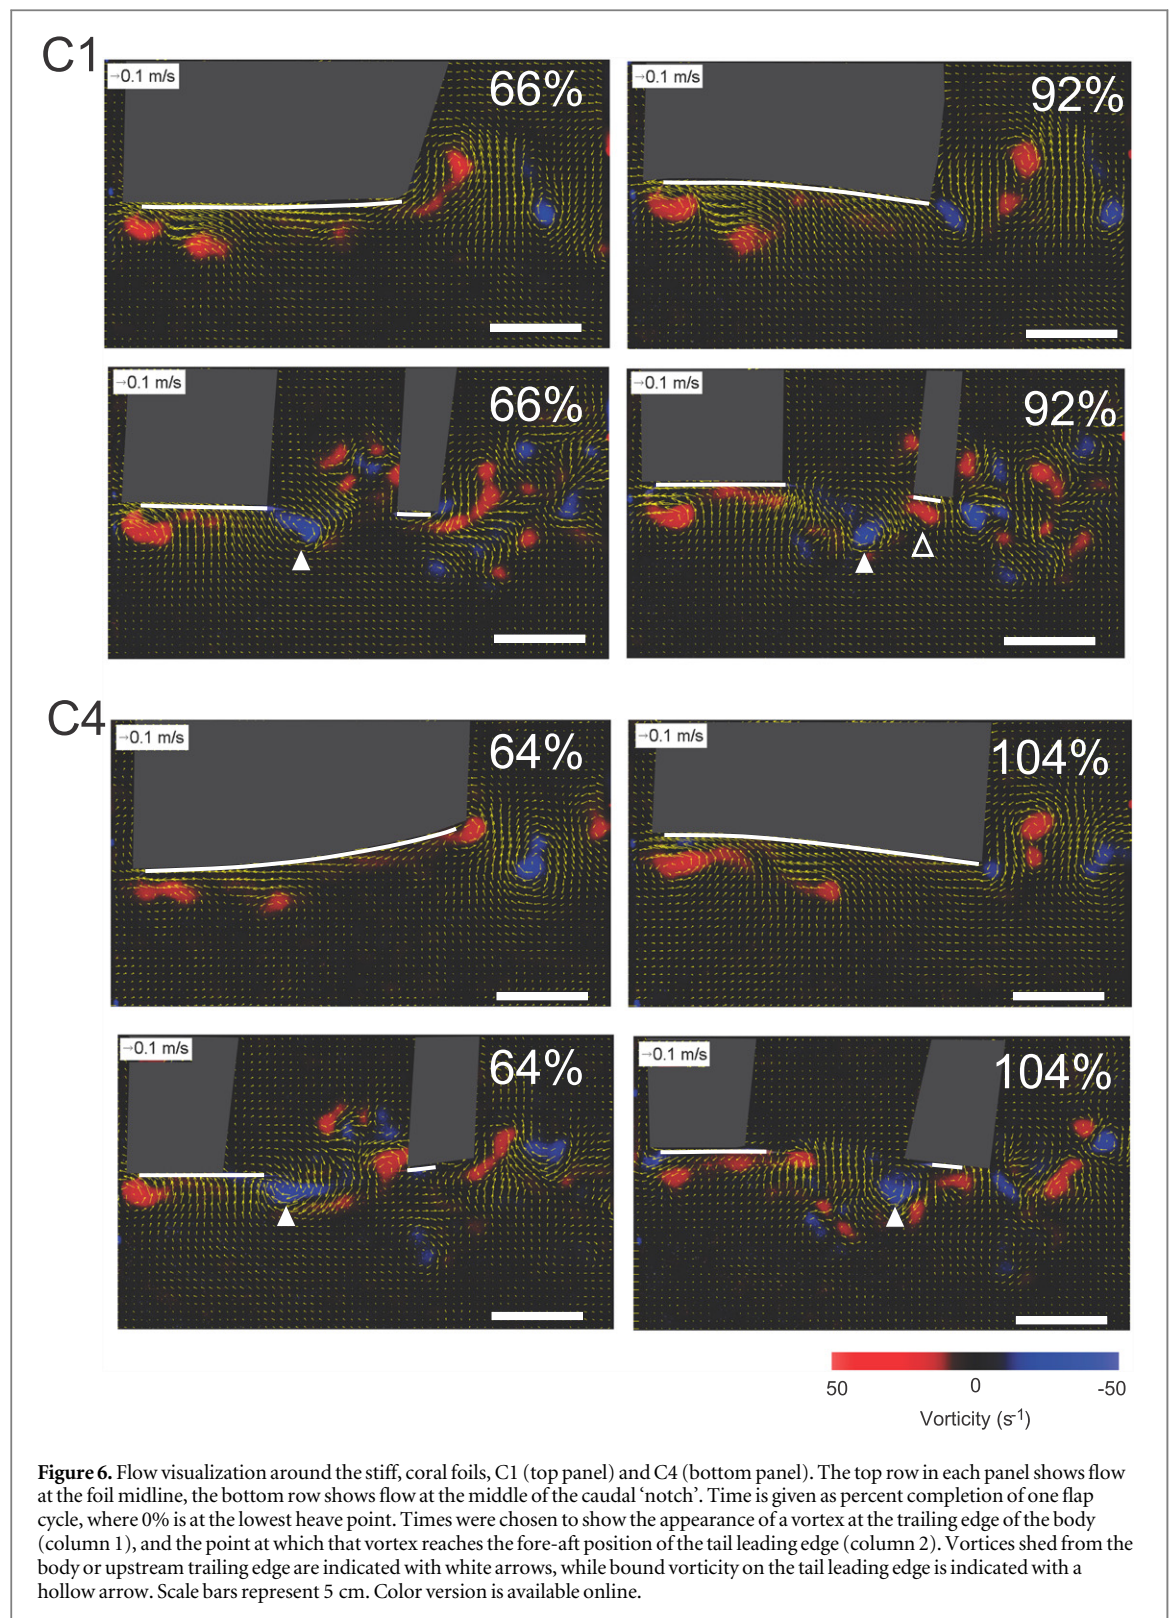 C1
→0.1 m/s
66%
→0.1 m/s
92%
→0.1 m/s
66%
→0.1 m/s
92%
C4
→0.1 m/s
64%
→0.1 m/s
104%
→0.1 m/s
64%
→0.1 m/s
104%
50
0
-50
Vorticity (s⁻¹)
Figure 6. Flow visualization around the stiff, coral foils, C1 (top panel) and C4 (bottom panel). The top row in each panel shows flow
at the foil midline, the bottom row shows flow at the middle of the caudal ‘notch’. Time is given as percent completion of one flap
cycle, where 0% is at the lowest heave point. Times were chosen to show the appearance of a vortex at the trailing edge of the body
(column 1), and the point at which that vortex reaches the fore-aft position of the tail leading edge (column 2). Vortices shed from the
body or upstream trailing edge are indicated with white arrows, while bound vorticity on the tail leading edge is indicated with a
hollow arrow. Scale bars represent 5 cm. Color version is available online.